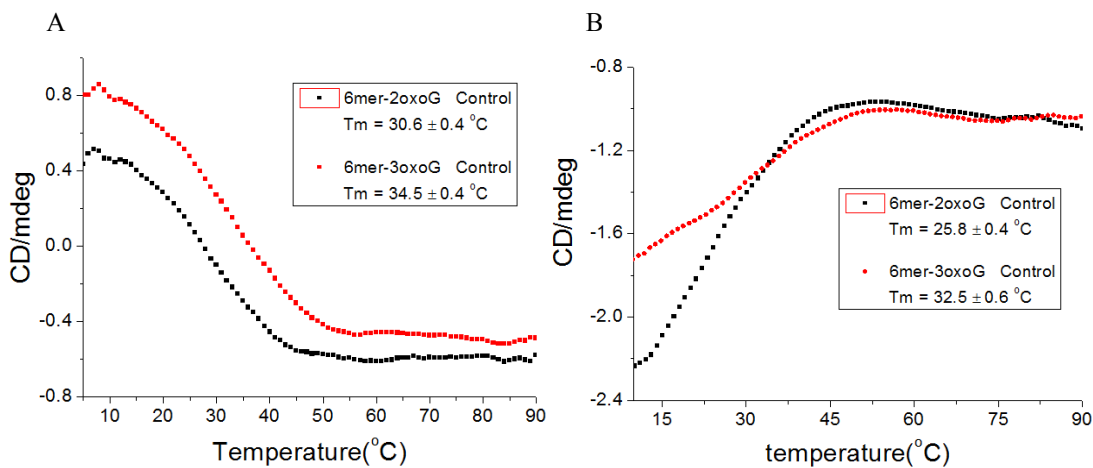 A
CD/mdeg
0.8
0.4
0.0
-0.4
-0.8
10 20 30 40 50 60 70 80 90
Temperature(°C)
6mer-2oxoG Control
Tm = 30.6 ± 0.4 °C
6mer-3oxoG Control
Tm = 34.5 ± 0.4 °C
B
CD/mdeg
-0.8
-1.2
-1.6
-2.0
-2.4
15 30 45 60 75 90
temperature(°C)
6mer-2oxoG Control
Tm = 25.8 ± 0.4 °C
6mer-3oxoG Control
Tm = 32.5 ± 0.6 °C